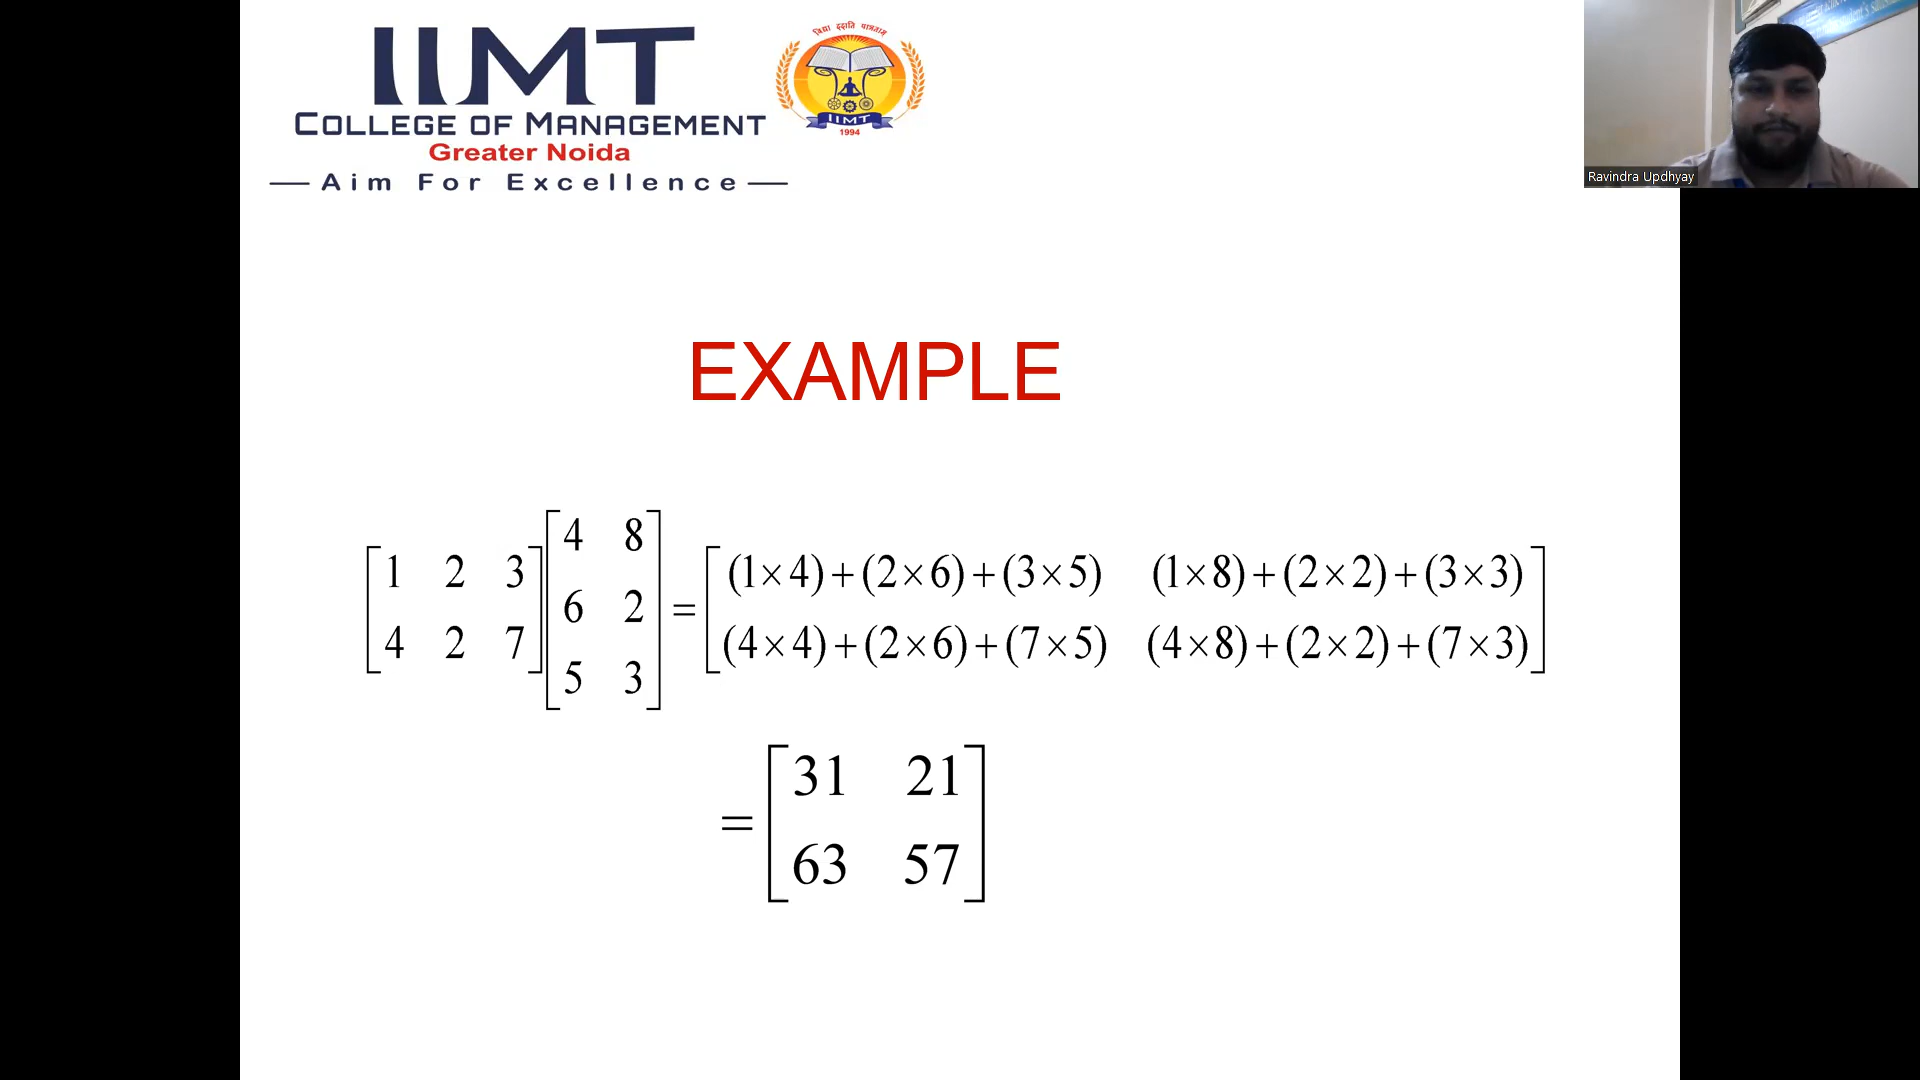 IIMT
COLLEGE OF MANAGEMENT
Greater Noida
Aim For Excellence
विद्या ददाति पात्रताम्
IIMT
1994
Ravindra Updhyay
EXAMPLE
[1 2 3; 4 2 7] [4 8; 6 2; 5 3] = [(1×4)+(2×6)+(3×5) (1×8)+(2×2)+(3×3); (4×4)+(2×6)+(7×5) (4×8)+(2×2)+(7×3)]
= [31 21; 63 57]